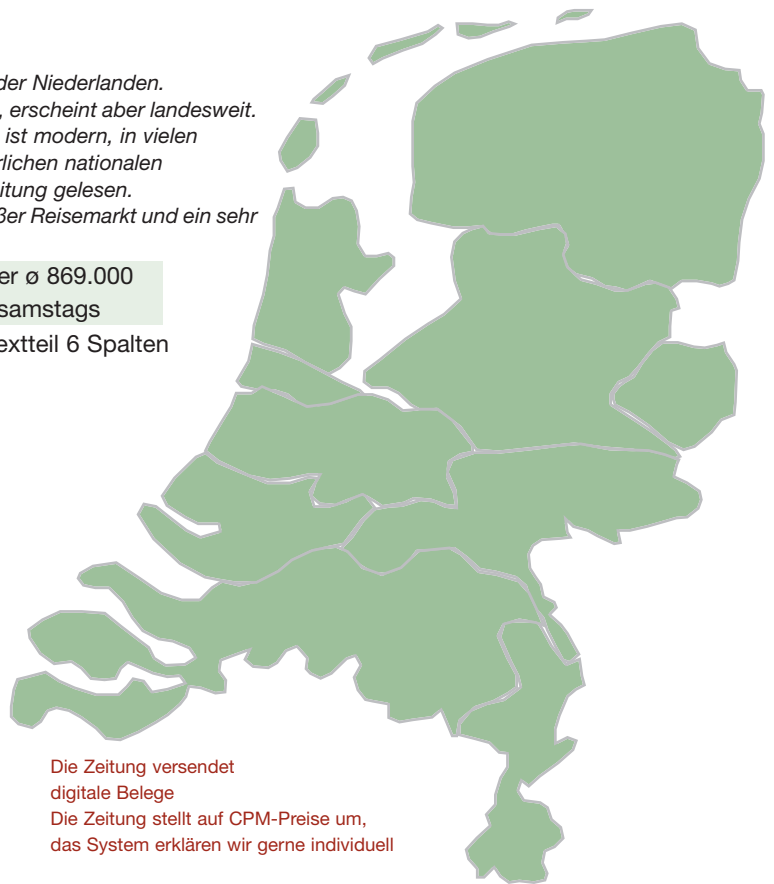 der Niederlanden.
, erscheint aber landesweit.
ist modern, in vielen
rlichen nationalen
itung gelesen.
ßer Reisemarkt und ein sehr
er ø 869.000
samstags
extteil 6 Spalten
Die Zeitung versendet
digitale Belege
Die Zeitung stellt auf CPM-Preise um,
das System erklären wir gerne individuell